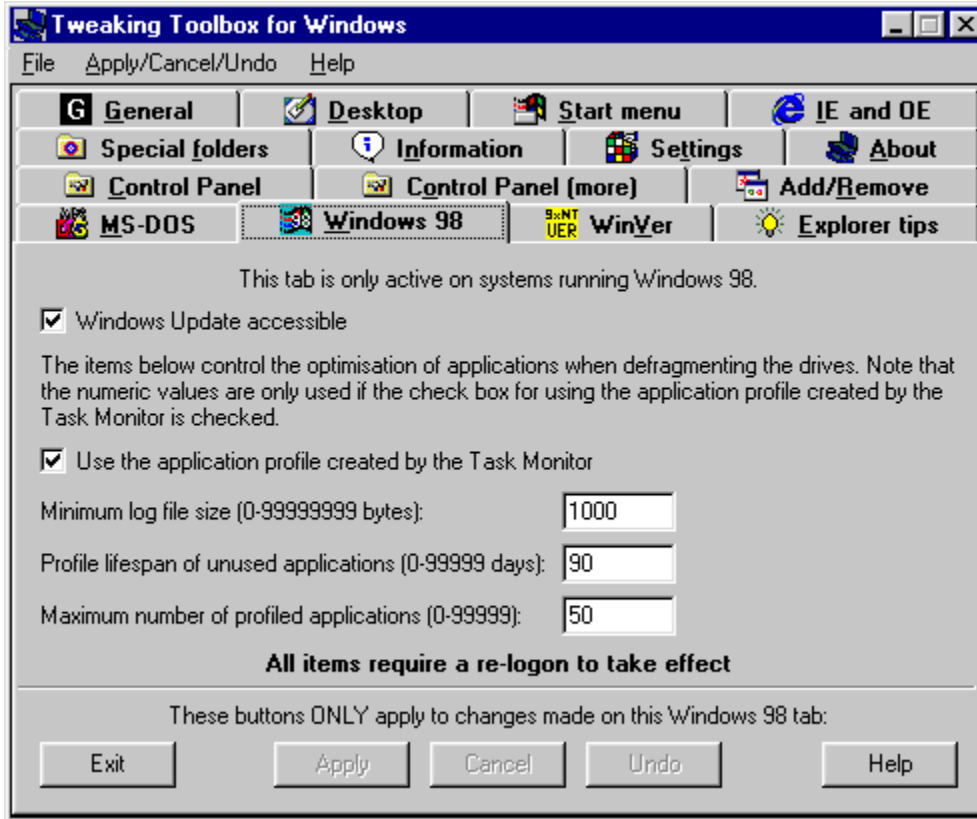 Tweaking Toolbox for Windows
File Apply/Cancel/Undo Help
G General Desktop Start menu IE and OE
Special folders Information Settings About
Control Panel Control Panel (more) Add/Remove
MS-DOS Windows 98 9xNT VER WinVer Explorer tips
This tab is only active on systems running Windows 98.
Windows Update accessible
The items below control the optimisation of applications when defragmenting the drives. Note that
the numeric values are only used if the check box for using the application profile created by the
Task Monitor is checked.
Use the application profile created by the Task Monitor
Minimum log file size (0-99999999 bytes): 1000
Profile lifespan of unused applications (0-99999 days): 90
Maximum number of profiled applications (0-99999): 50
All items require a re-logon to take effect
These buttons ONLY apply to changes made on this Windows 98 tab:
Exit Apply Cancel Undo Help